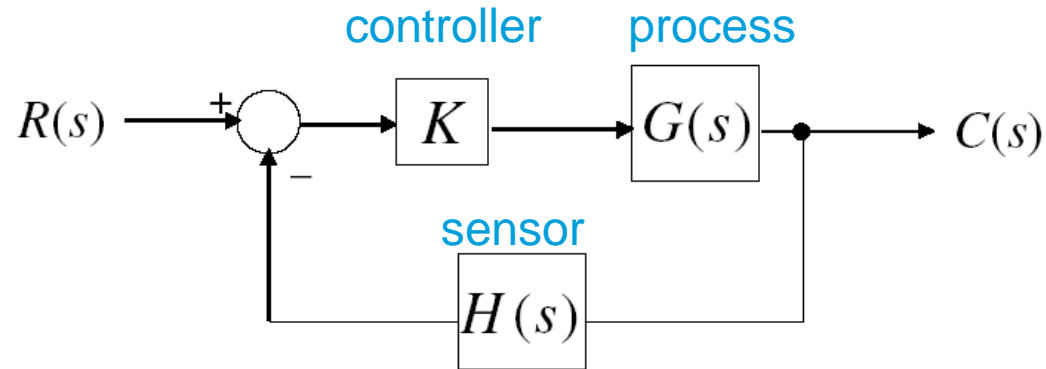 controller process
R(s) + K G(s) C(s)
−
sensor
H(s)